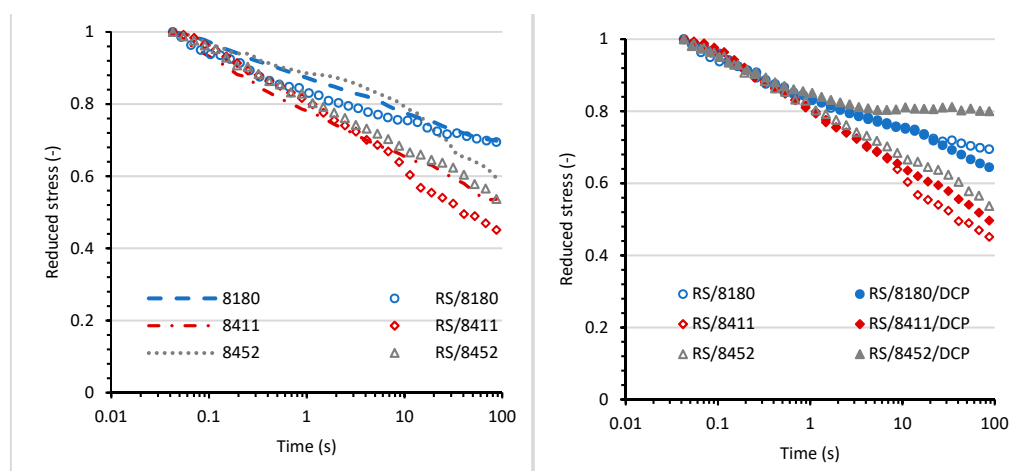 1
0.8
0.6
0.4
0.2
0
Reduced stress (-)
8180
8411
8452
RS/8180
RS/8411
RS/8452
0.01
0.1
1
10
100
Time (s)
1
0.8
0.6
0.4
0.2
0
Reduced stress (-)
RS/8180
RS/8411
RS/8452
RS/8180/DCP
RS/8411/DCP
RS/8452/DCP
0.01
0.1
1
10
100
Time (s)